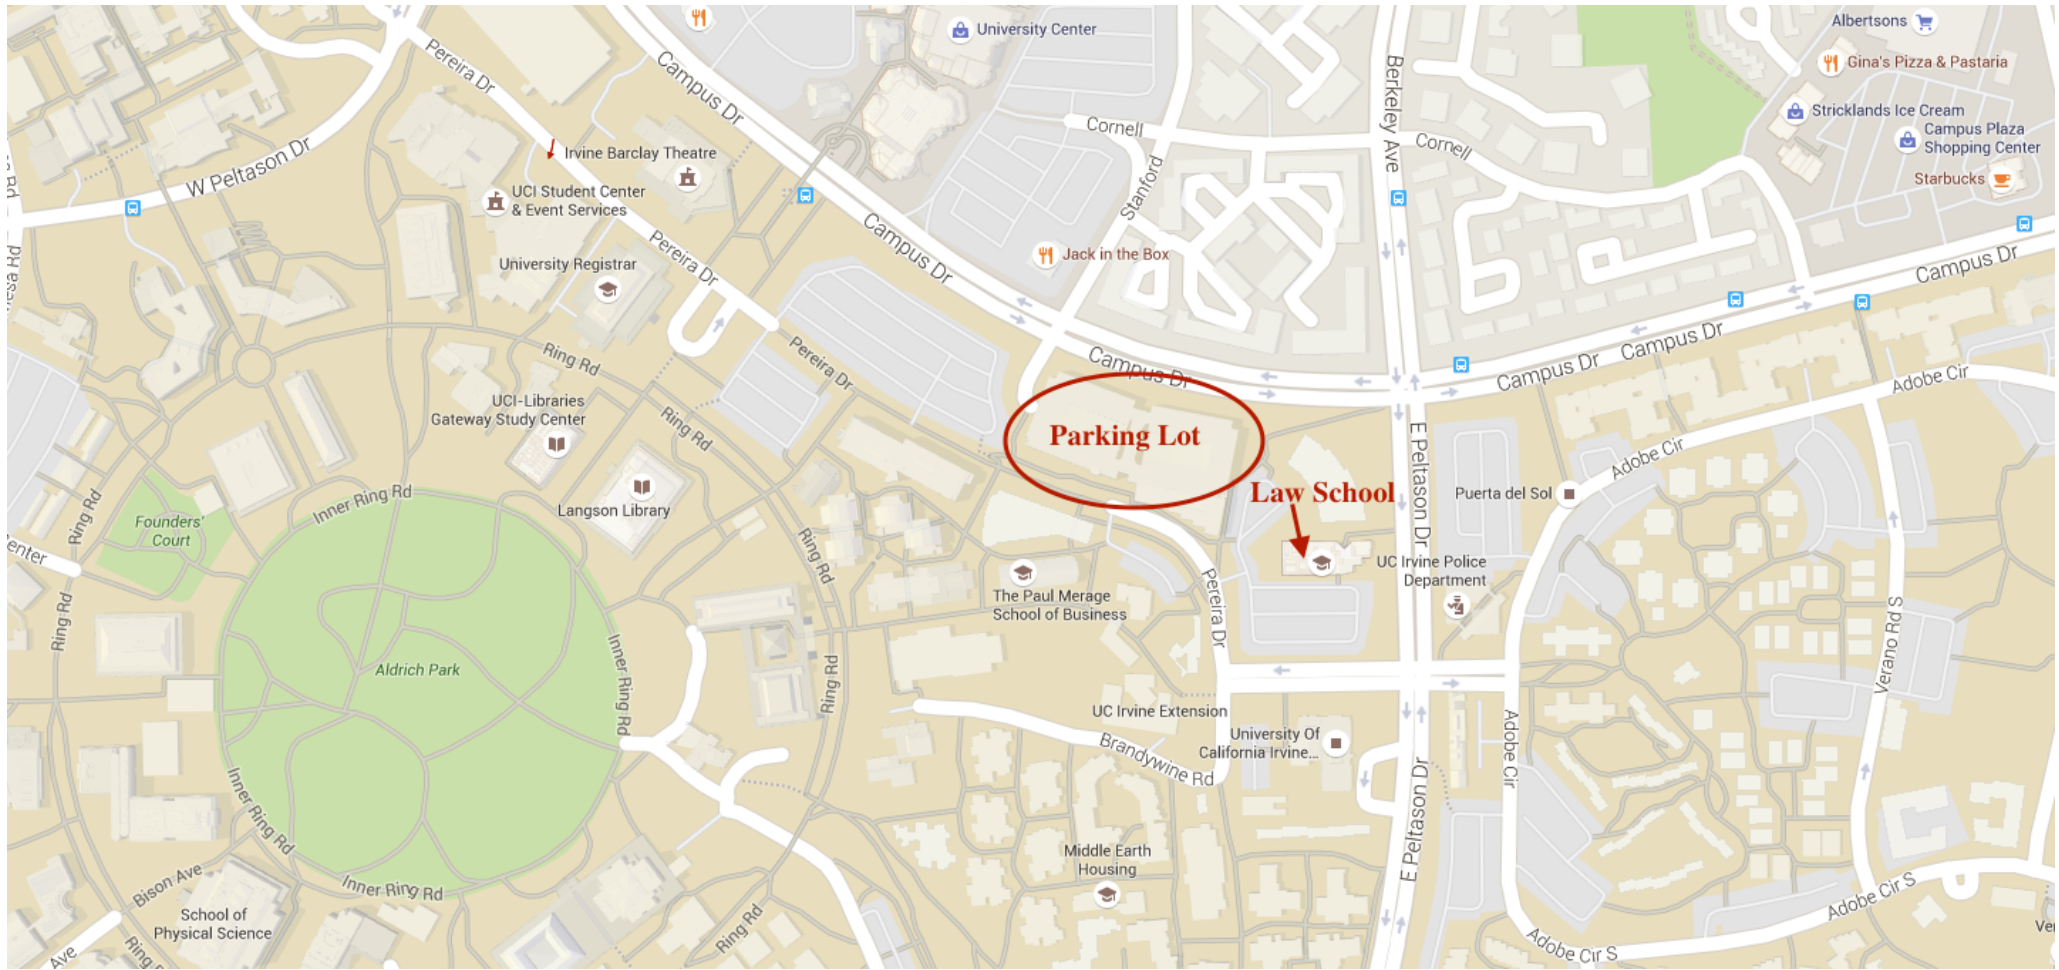 University Center
Albertsons
Gina's Pizza & Pastaria
Stricklands Ice Cream
Campus Plaza
Shopping Center
Starbucks
Pereira Dr
Campus Dr
Berkeley Ave
Cornell
Cornell
Stanford
W Peltason Dr
Irvine Barclay Theatre
UCI Student Center
& Event Services
University Registrar
Pereira Dr
Campus Dr
Jack in the Box
Campus Dr
Ring Rd
Pereira Dr
Campus Dr
Campus Dr
Campus Dr
Adobe Cir
UCI-Libraries
Gateway Study Center
Ring Rd
Parking Lot
E Peltason Dr
Adobe Cir
Law School
Puerta del Sol
Inner Ring Rd
Langson Library
Founders'
Court
Ring Rd
enter
Ring Rd
UC Irvine Police
Department
The Paul Merage
School of Business
Pereira Dr
Ring Rd
Verano Rd S
Aldrich Park
Inner Ring Rd
Ring Rd
UC Irvine Extension
University Of
California Irvine...
Brandywine Rd
Adobe Cir
Inner Ring Rd
E Peltason Dr
Middle Earth
Housing
Bison Ave
Inner Ring Rd
School of
Physical Science
Ring Rd
Adobe Cir S
Adobe Cir S
Ave
Ring
Ve